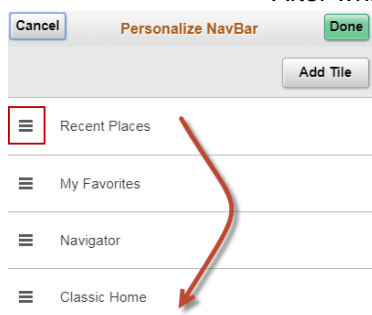 Cancel Personalize NavBar Done
Add Tile
Recent Places
My Favorites
Navigator
Classic Home